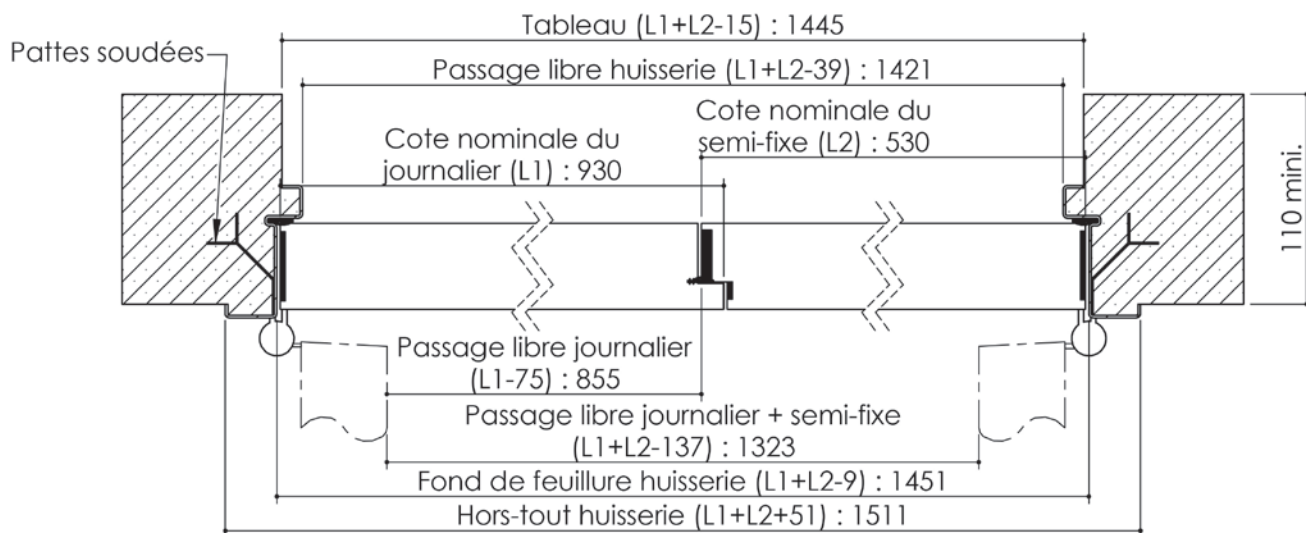 Tableau (L1+L2-15) : 1445
Pattes soudées
Passage libre huisserie (L1+L2-39) : 1421
Cote nominale du
journalier (L1) : 930
Cote nominale du
semi-fixe (L2) : 530
110 mini.
Passage libre journalier
(L1-75) : 855
Passage libre journalier + semi-fixe
(L1+L2-137) : 1323
Fond de feuillure huisserie (L1+L2-9) : 1451
Hors-tout huisserie (L1+L2+51) : 1511